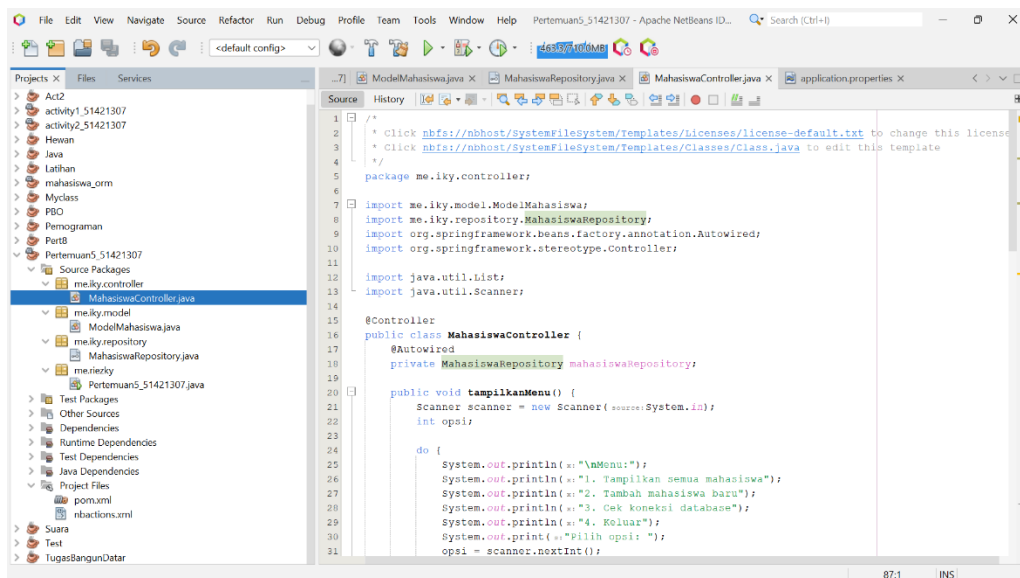 File Edit View Navigate Source Refactor Run Debug Profile Team Tools Window Help Pertemuan5_51421307 - Apache NetBeans ID... Search (Ctrl+I)
<default config>
Projects Files Services
...7] ModelMahasiswa.java MahasiswaRepository.java MahasiswaController.java application.properties
Act2
activity1_51421307
activity2_51421307
Hewan
Java
Latihan
mahasiswa_orm
Myclass
PBO
Pemograman
Pert8
Pertemuan5_51421307
Source Packages
me.iky.controller
MahasiswaController.java
me.iky.model
ModelMahasiswa.java
me.iky.repository
MahasiswaRepository.java
me.riezky
Pertemuan5_51421307.java
Test Packages
Other Sources
Dependencies
Runtime Dependencies
Test Dependencies
Java Dependencies
Project Files
pom.xml
nbactions.xml
Suara
Test
TugasBangunDatar
Source History
1 /*
2 * Click nbfs://nbhost/SystemFileSystem/Templates/Licenses/license-default.txt to change this license
3 * Click nbfs://nbhost/SystemFileSystem/Templates/Classes/Class.java to edit this template
4 */
5 package me.iky.controller;
6
7 import me.iky.model.ModelMahasiswa;
8 import me.iky.repository.MahasiswaRepository;
9 import org.springframework.beans.factory.annotation.Autowired;
10 import org.springframework.stereotype.Controller;
11
12 import java.util.List;
13 import java.util.Scanner;
14
15 @Controller
16 public class MahasiswaController {
17 @Autowired
18 private MahasiswaRepository mahasiswaRepository;
19
20 public void tampilkanMenu() {
21 Scanner scanner = new Scanner( source: System.in);
22 int opsi;
23
24 do {
25 System.out.println( x: "\nMenu:");
26 System.out.println( x: "1. Tampilkan semua mahasiswa");
27 System.out.println( x: "2. Tambah mahasiswa baru");
28 System.out.println( x: "3. Cek koneksi database");
29 System.out.println( x: "4. Keluar");
30 System.out.print( s: "Pilih opsi: ");
31 opsi = scanner.nextInt();
87:1 INS